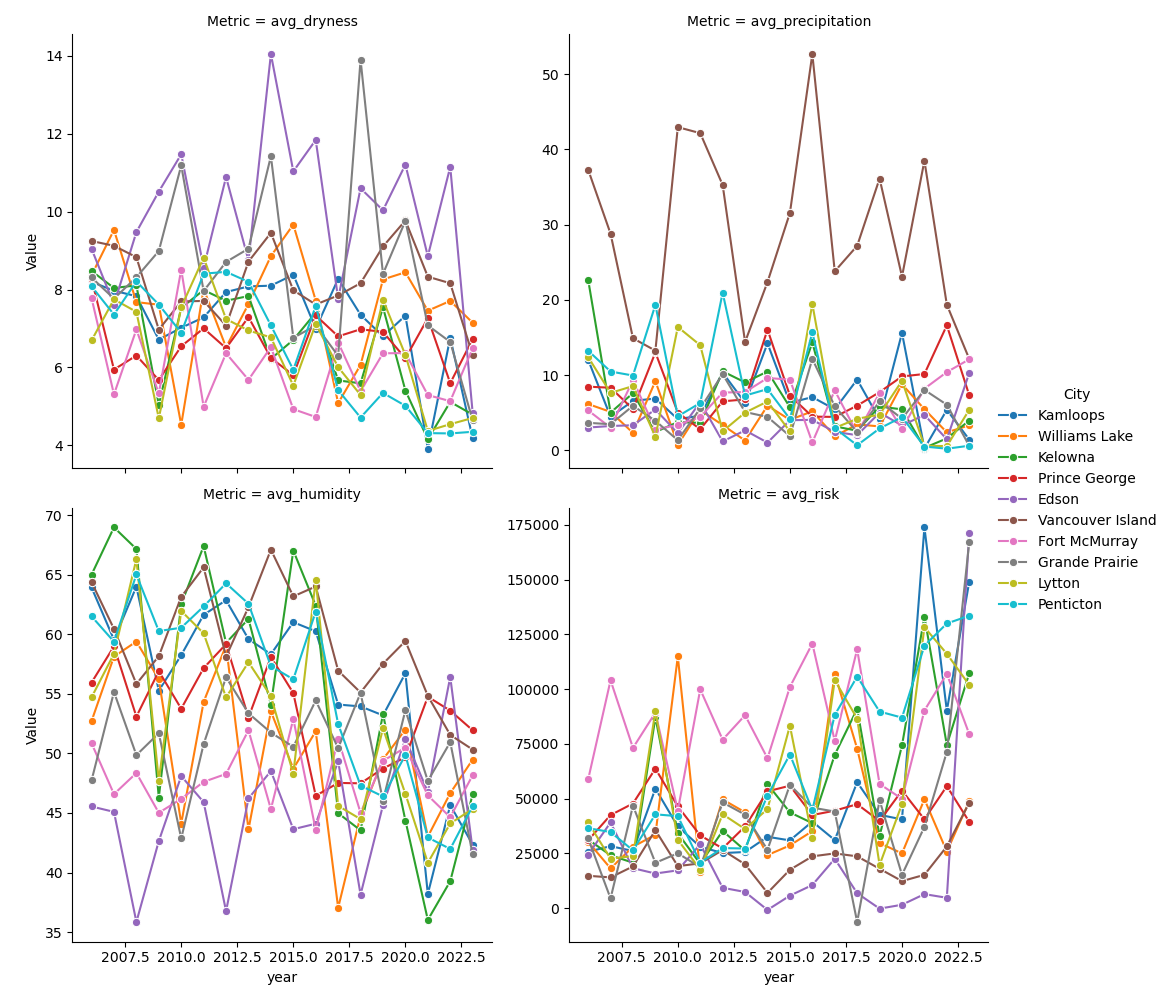 Metric = avg_dryness
Metric = avg_precipitation
14
12
10
8
6
4
Value
50
40
30
20
10
0
City
Kamloops
Williams Lake
Kelowna
Prince George
Edson
Vancouver Island
Fort McMurray
Grande Prairie
Lytton
Penticton
Metric = avg_humidity
Metric = avg_risk
70
65
60
55
50
45
40
35
Value
175000
150000
125000
100000
75000
50000
25000
0
2007.5 2010.0 2012.5 2015.0 2017.5 2020.0 2022.5
year
2007.5 2010.0 2012.5 2015.0 2017.5 2020.0 2022.5
year